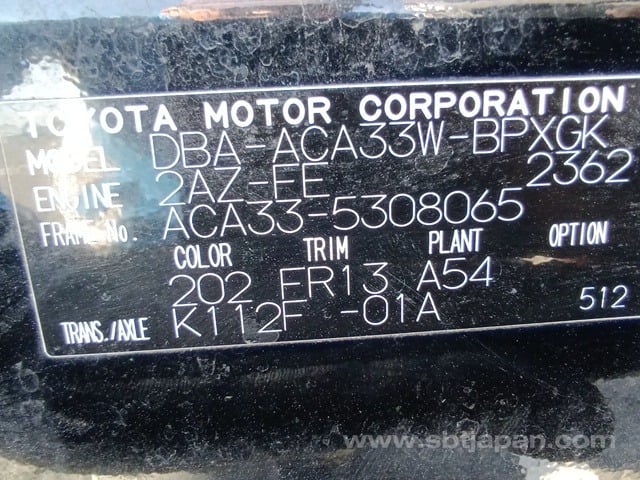 TOYOTA MOTOR CORPORATION
MODEL DBA-ACA33W-BPXGK
ENGINE 2AZ-FE 2362
FRAME No. ACA33-5308065
COLOR TRIM PLANT OPTION
202 FR13 A54
TRANS./AXLE K112F -01A 512
www.sbtjapan.com